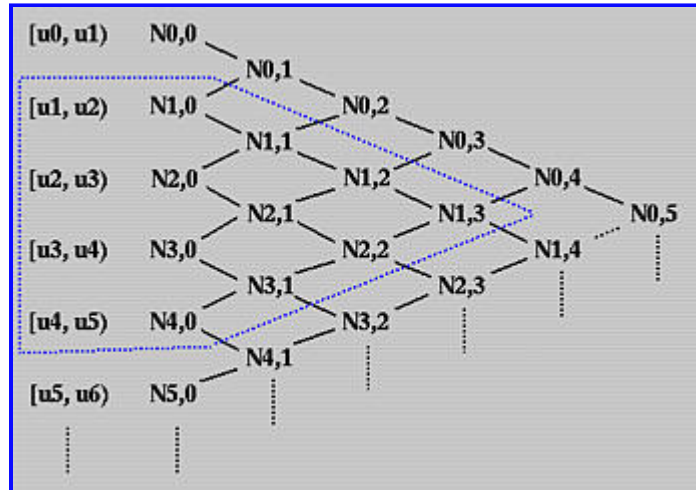 [u0, u1) N0,0
N0,1
[u1, u2) N1,0 N0,2
N1,1 N0,3
[u2, u3) N2,0 N1,2 N0,4
N2,1 N1,3 N0,5
[u3, u4) N3,0 N2,2 N1,4
N3,1 N2,3
[u4, u5) N4,0 N3,2
N4,1
[u5, u6) N5,0